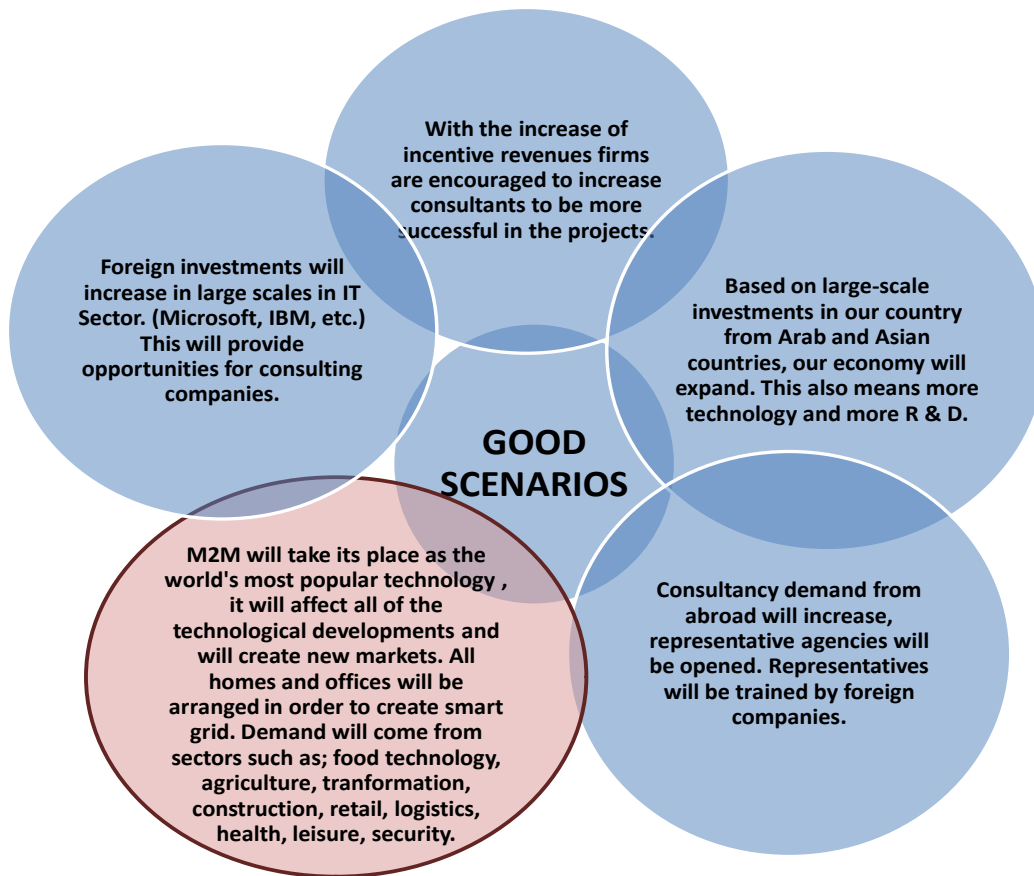 With the increase of
incentive revenues firms
are encouraged to increase
consultants to be more
successful in the projects.
Foreign investments will
increase in large scales in IT
Sector. (Microsoft, IBM, etc.)
This will provide
opportunities for consulting
companies.
Based on large-scale
investments in our country
from Arab and Asian
countries, our economy will
expand. This also means more
technology and more R & D.
GOOD
SCENARIOS
M2M will take its place as the
world's most popular technology ,
it will affect all of the
technological developments and
will create new markets. All
homes and offices will be
arranged in order to create smart
grid. Demand will come from
sectors such as; food technology,
agriculture, tranformation,
construction, retail, logistics,
health, leisure, security.
Consultancy demand from
abroad will increase,
representative agencies will
be opened. Representatives
will be trained by foreign
companies.